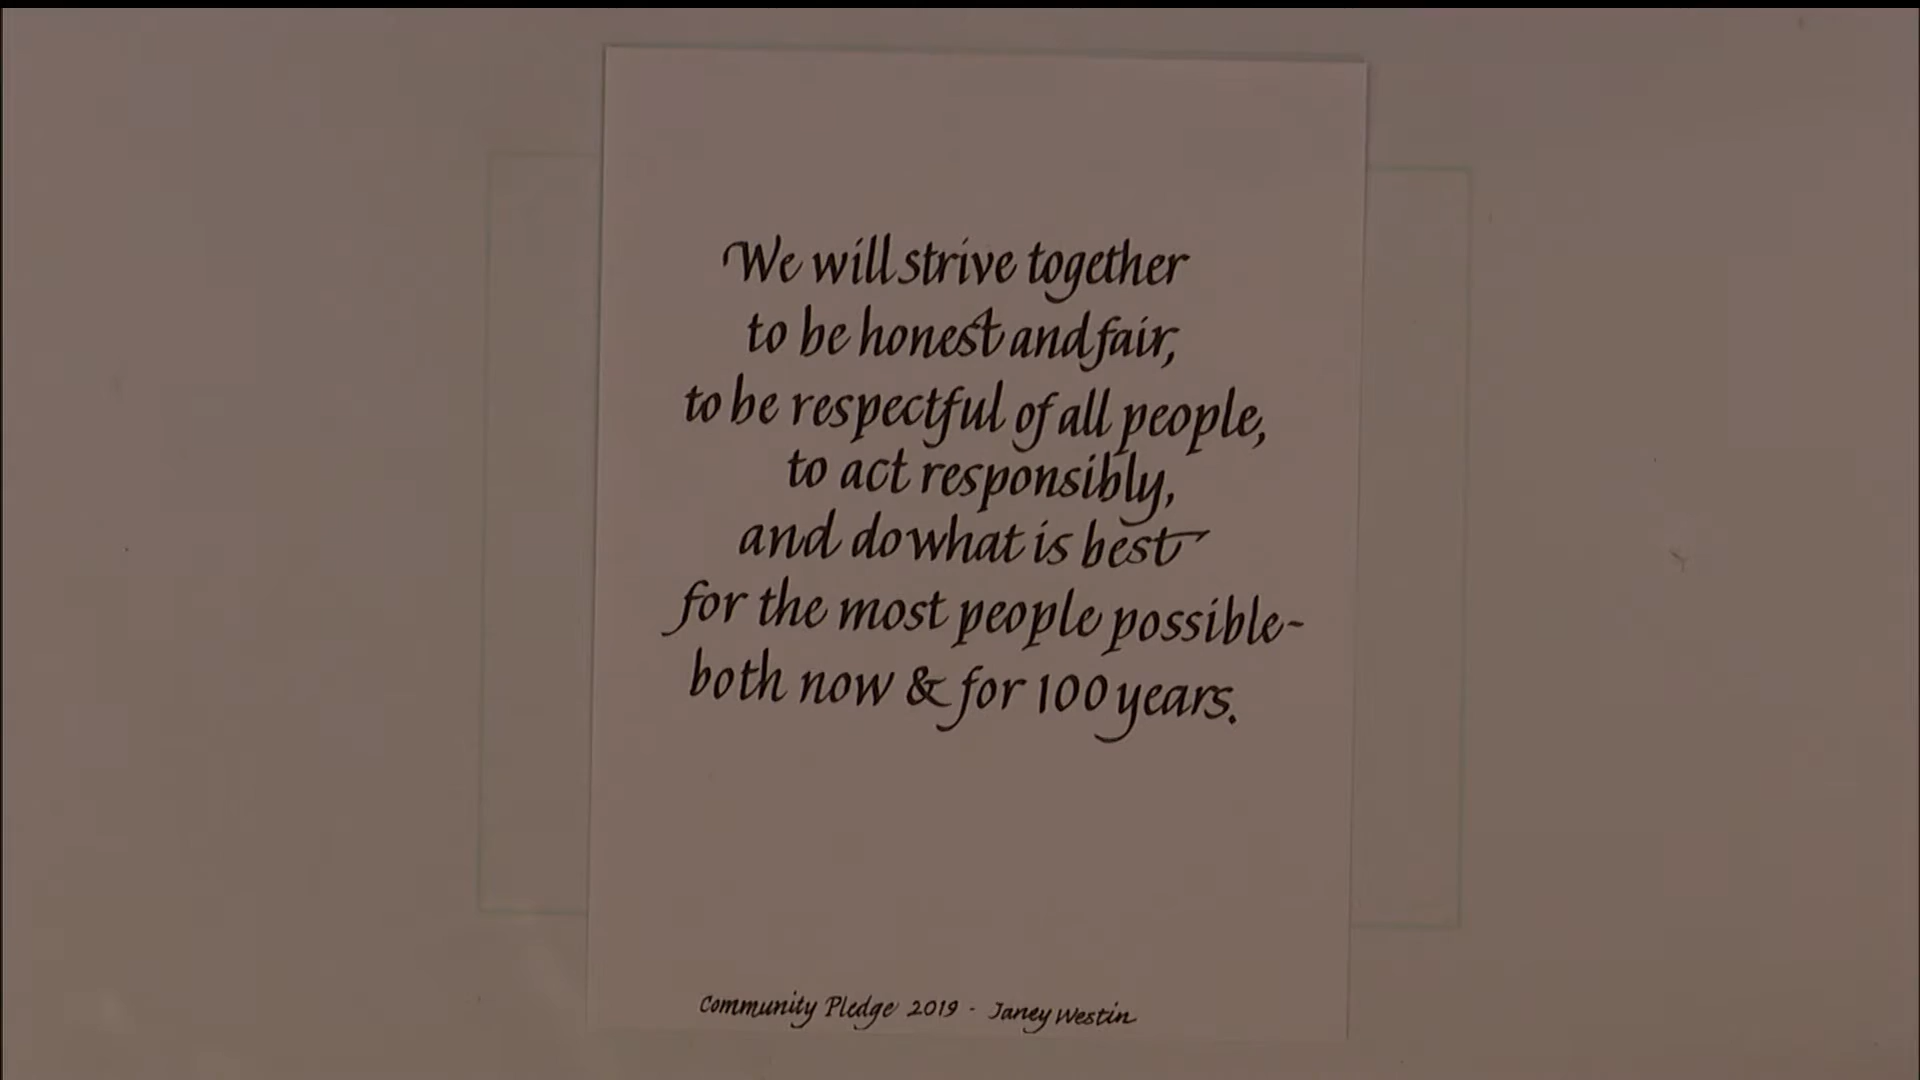 We will strive together
to be honest and fair,
to be respectful of all people,
to act responsibly,
and do what is best
for the most people possible-
both now & for 100 years.
Community Pledge 2019 - Janey Westin